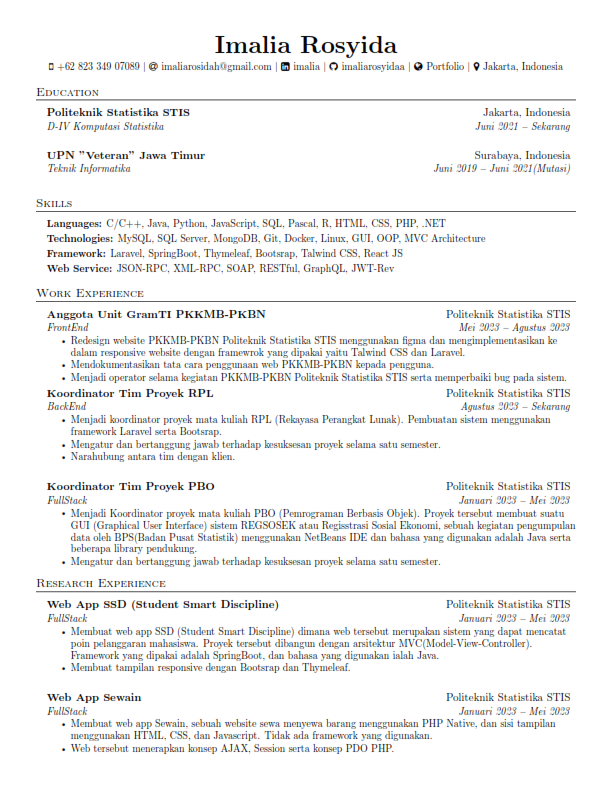 Imalia Rosyida
+62 823 349 07089 | imaliarosidah@gmail.com | imalia | imaliarosyidaa | Portfolio | Jakarta, Indonesia
Education
Politeknik Statistika STIS Jakarta, Indonesia
D-IV Komputasi Statistika Juni 2021 – Sekarang
UPN "Veteran" Jawa Timur Surabaya, Indonesia
Teknik Informatika Juni 2019 – Juni 2021(Mutasi)
Skills
Languages: C/C++, Java, Python, JavaScript, SQL, Pascal, R, HTML, CSS, PHP, .NET
Technologies: MySQL, SQL Server, MongoDB, Git, Docker, Linux, GUI, OOP, MVC Architecture
Framework: Laravel, SpringBoot, Thymeleaf, Bootsrap, Talwind CSS, React JS
Web Service: JSON-RPC, XML-RPC, SOAP, RESTful, GraphQL, JWT-Rev
Work Experience
Anggota Unit GramTI PKKMB-PKBN Politeknik Statistika STIS
FrontEnd Mei 2023 – Agustus 2023
• Redesign website PKKMB-PKBN Politeknik Statistika STIS menggunakan figma dan mengimplementasikan ke
dalam responsive website dengan framewrok yang dipakai yaitu Talwind CSS dan Laravel.
• Mendokumentasikan tata cara penggunaan web PKKMB-PKBN kepada pengguna.
• Menjadi operator selama kegiatan PKKMB-PKBN Politeknik Statistika STIS serta memperbaiki bug pada sistem.
Koordinator Tim Proyek RPL Politeknik Statistika STIS
BackEnd Agustus 2023 – Sekarang
• Menjadi koordinator proyek mata kuliah RPL (Rekayasa Perangkat Lunak). Pembuatan sistem menggunakan
framework Laravel serta Bootsrap.
• Mengatur dan bertanggung jawab terhadap kesuksesan proyek selama satu semester.
• Narahubung antara tim dengan klien.
Koordinator Tim Proyek PBO Politeknik Statistika STIS
FullStack Januari 2023 – Mei 2023
• Menjadi Koordinator proyek mata kuliah PBO (Pemrograman Berbasis Objek). Proyek tersebut membuat suatu
GUI (Graphical User Interface) sistem REGSOSEK atau Regisstrasi Sosial Ekonomi, sebuah kegiatan pengumpulan
data oleh BPS(Badan Pusat Statistik) menggunakan NetBeans IDE dan bahasa yang digunakan adalah Java serta
beberapa library pendukung.
• Mengatur dan bertanggung jawab terhadap kesuksesan proyek selama satu semester.
Research Experience
Web App SSD (Student Smart Discipline) Politeknik Statistika STIS
FullStack Januari 2023 – Mei 2023
• Membuat web app SSD (Student Smart Discipline) dimana web tersebut merupakan sistem yang dapat mencatat
poin pelanggaran mahasiswa. Proyek tersebut dibangun dengan arsitektur MVC(Model-View-Controller).
Framework yang dipakai adalah SpringBoot, dan bahasa yang digunakan ialah Java.
• Membuat tampilan responsive dengan Bootsrap dan Thymeleaf.
Web App Sewain Politeknik Statistika STIS
FullStack Januari 2023 – Mei 2023
• Membuat web app Sewain, sebuah website sewa menyewa barang menggunakan PHP Native, dan sisi tampilan
menggunakan HTML, CSS, dan Javascript. Tidak ada framework yang digunakan.
• Web tersebut menerapkan konsep AJAX, Session serta konsep PDO PHP.